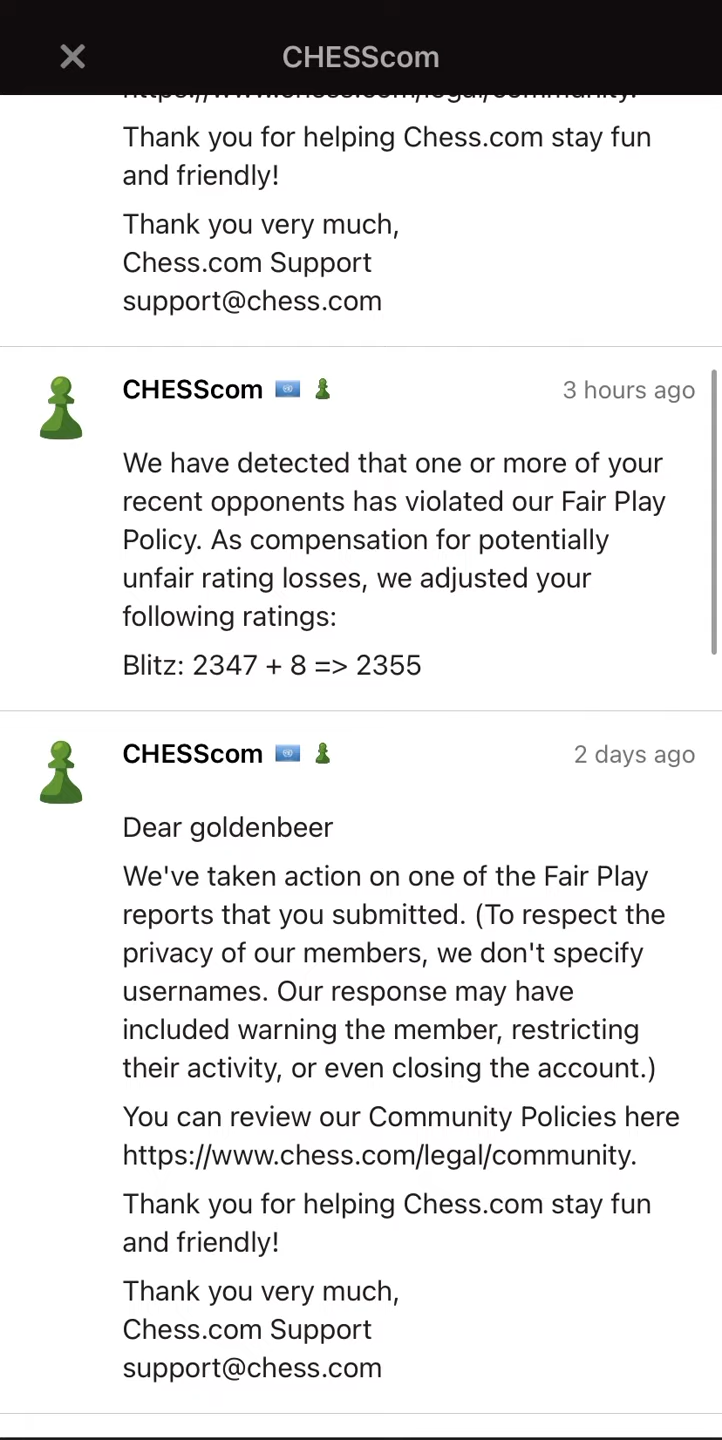 CHESScom
https://www.chess.com/legal/community.
Thank you for helping Chess.com stay fun
and friendly!
Thank you very much,
Chess.com Support
support@chess.com
CHESScom
3 hours ago
We have detected that one or more of your
recent opponents has violated our Fair Play
Policy. As compensation for potentially
unfair rating losses, we adjusted your
following ratings:
Blitz: 2347 + 8 => 2355
CHESScom
2 days ago
Dear goldenbeer
We've taken action on one of the Fair Play
reports that you submitted. (To respect the
privacy of our members, we don't specify
usernames. Our response may have
included warning the member, restricting
their activity, or even closing the account.)
You can review our Community Policies here
https://www.chess.com/legal/community.
Thank you for helping Chess.com stay fun
and friendly!
Thank you very much,
Chess.com Support
support@chess.com